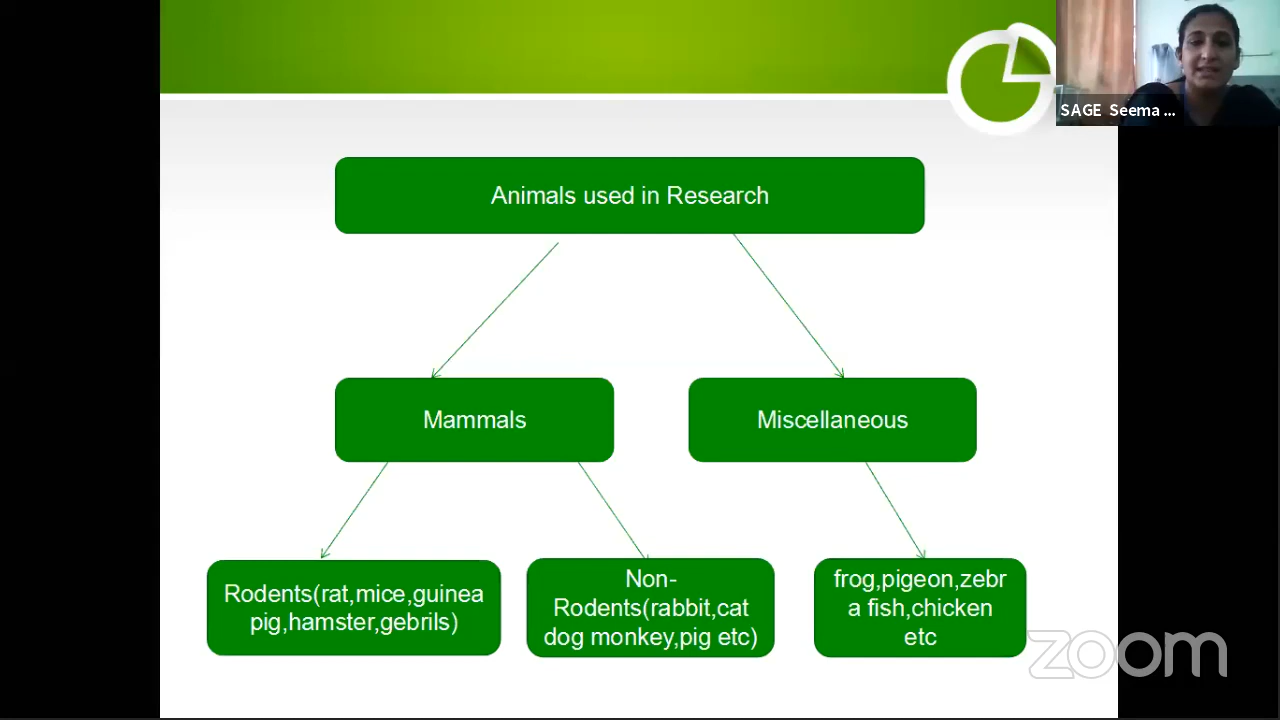 SAGE Seema ...
Animals used in Research
Mammals
Miscellaneous
Rodents(rat,mice,guinea
pig,hamster,gebrils)
Non-
Rodents(rabbit,cat
dog monkey,pig etc)
frog,pigeon,zebr
a fish,chicken
etc
zoom